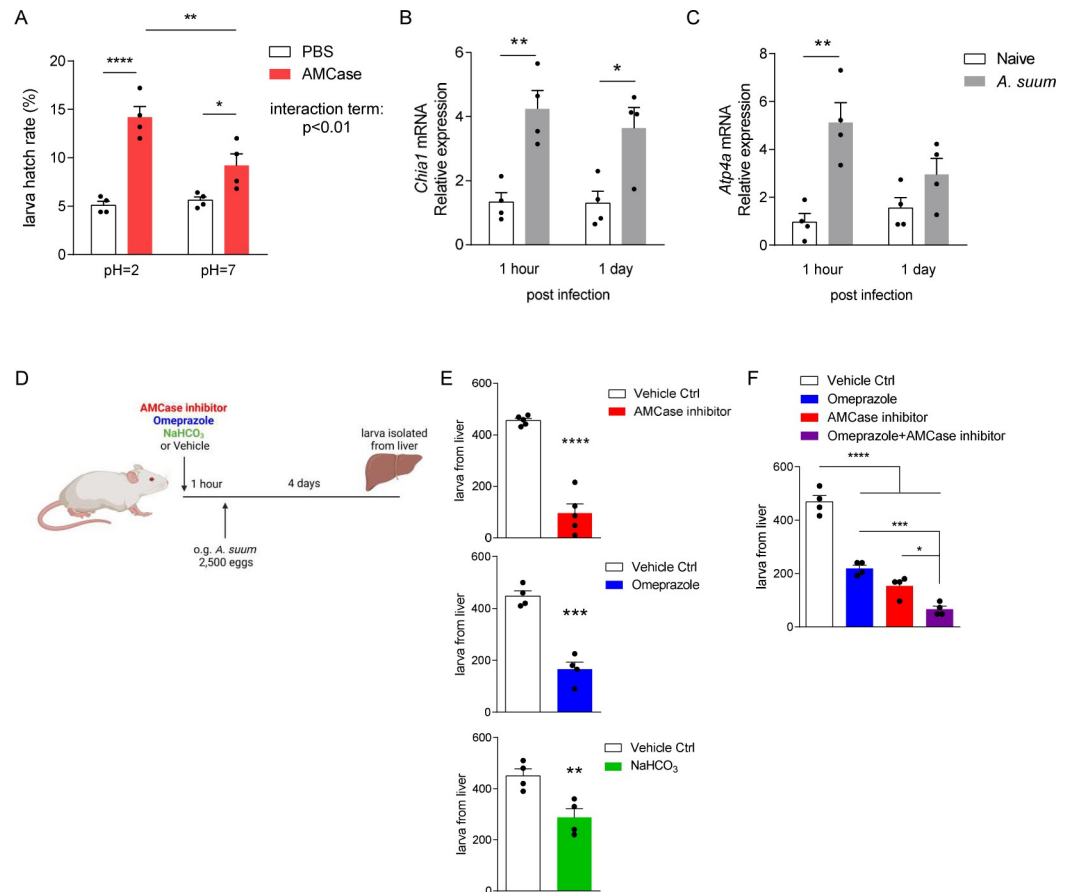 A
**
****
*
PBS
AMCase
interaction term:
p<0.01
larva hatch rate (%)
20
15
10
5
0
pH=2
pH=7
B
**
*
Chia1 mRNA
Relative expression
6
4
2
0
1 hour
1 day
post infection
C
**
Naive
A. suum
Atp4a mRNA
Relative expression
8
6
4
2
0
1 hour
1 day
post infection
D
AMCase inhibitor
Omeprazole
NaHCO₃
or Vehicle
1 hour
4 days
larva isolated
from liver
o.g. A. suum
2,500 eggs
E
Vehicle Ctrl
AMCase inhibitor
****
larva from liver
600
400
200
0
Vehicle Ctrl
Omeprazole
***
larva from liver
600
400
200
0
Vehicle Ctrl
NaHCO₃
**
larva from liver
600
400
200
0
F
Vehicle Ctrl
Omeprazole
AMCase inhibitor
Omeprazole+AMCase inhibitor
****
***
*
larva from liver
600
400
200
0